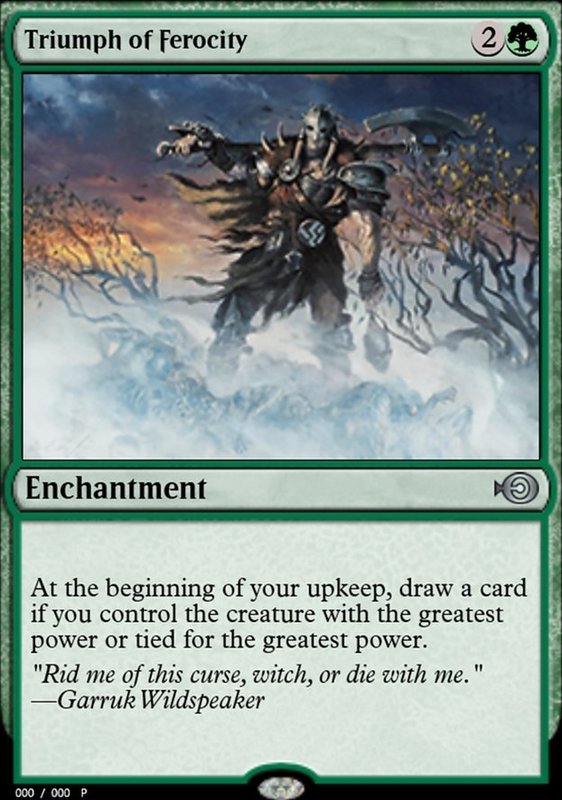 Triumph of Ferocity 2
Enchantment
At the beginning of your upkeep, draw a card
if you control the creature with the greatest
power or tied for the greatest power.
"Rid me of this curse, witch, or die with me."
—Garruk Wildspeaker
000 / 000 P